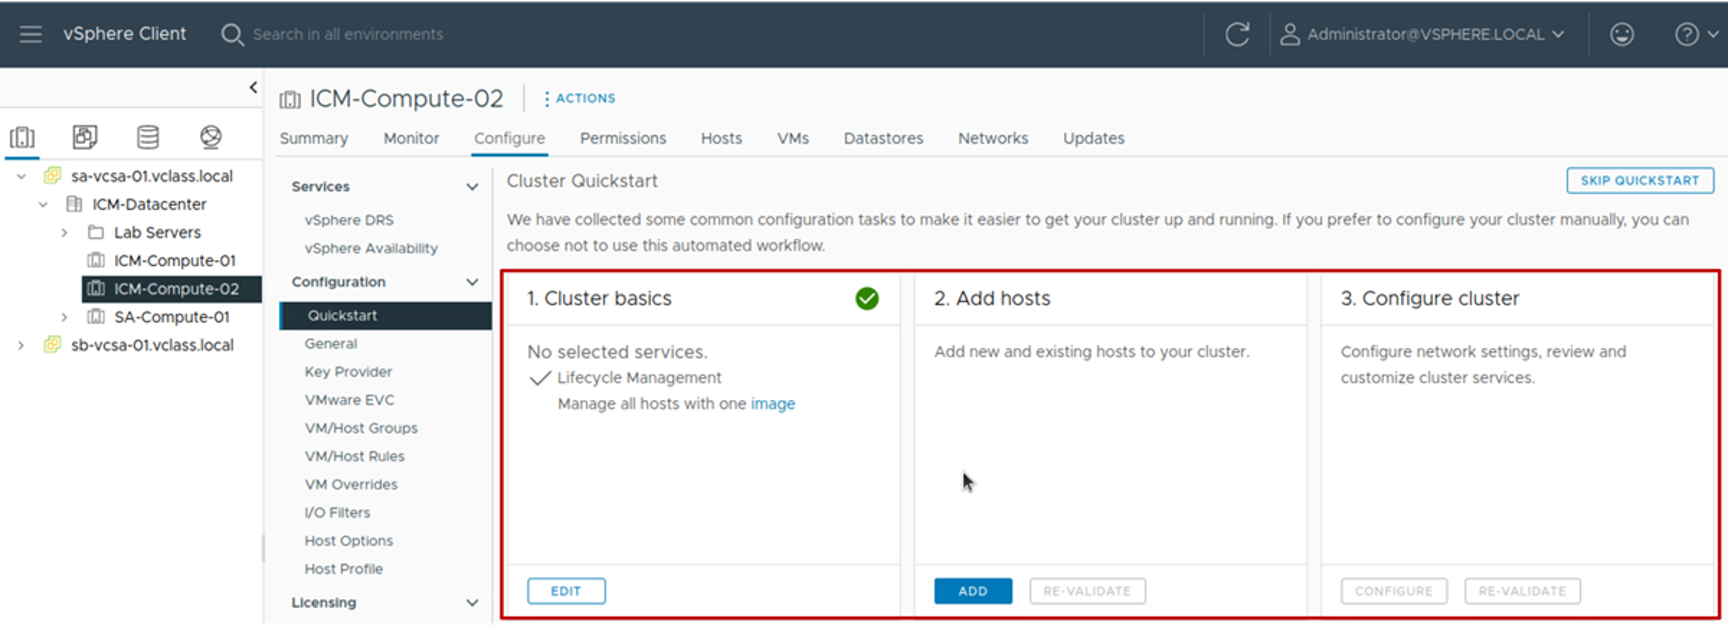 vSphere Client
Search in all environments
Administrator@VSPHERE.LOCAL
ICM-Compute-02
ACTIONS
Summary Monitor Configure Permissions Hosts VMs Datastores Networks Updates
sa-vcsa-01.vclass.local
ICM-Datacenter
Lab Servers
ICM-Compute-01
ICM-Compute-02
SA-Compute-01
sb-vcsa-01.vclass.local
Services
vSphere DRS
vSphere Availability
Configuration
Quickstart
General
Key Provider
VMware EVC
VM/Host Groups
VM/Host Rules
VM Overrides
I/O Filters
Host Options
Host Profile
Licensing
Cluster Quickstart
SKIP QUICKSTART
We have collected some common configuration tasks to make it easier to get your cluster up and running. If you prefer to configure your cluster manually, you can
choose not to use this automated workflow.
1. Cluster basics
No selected services.
Lifecycle Management
Manage all hosts with one image
EDIT
2. Add hosts
Add new and existing hosts to your cluster.
ADD
RE-VALIDATE
3. Configure cluster
Configure network settings, review and
customize cluster services.
CONFIGURE
RE-VALIDATE